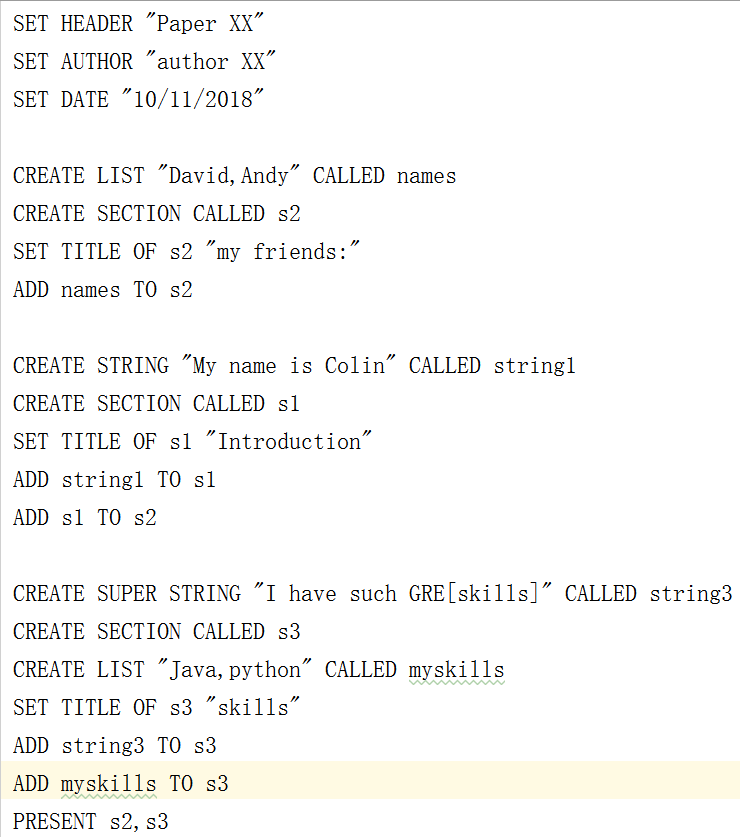 SET HEADER "Paper XX"
SET AUTHOR "author XX"
SET DATE "10/11/2018"
CREATE LIST "David,Andy" CALLED names
CREATE SECTION CALLED s2
SET TITLE OF s2 "my friends:"
ADD names TO s2
CREATE STRING "My name is Colin" CALLED string1
CREATE SECTION CALLED s1
SET TITLE OF s1 "Introduction"
ADD string1 TO s1
ADD s1 TO s2
CREATE SUPER STRING "I have such GRE[skills]" CALLED string3
CREATE SECTION CALLED s3
CREATE LIST "Java,python" CALLED myskills
SET TITLE OF s3 "skills"
ADD string3 TO s3
ADD myskills TO s3
PRESENT s2,s3